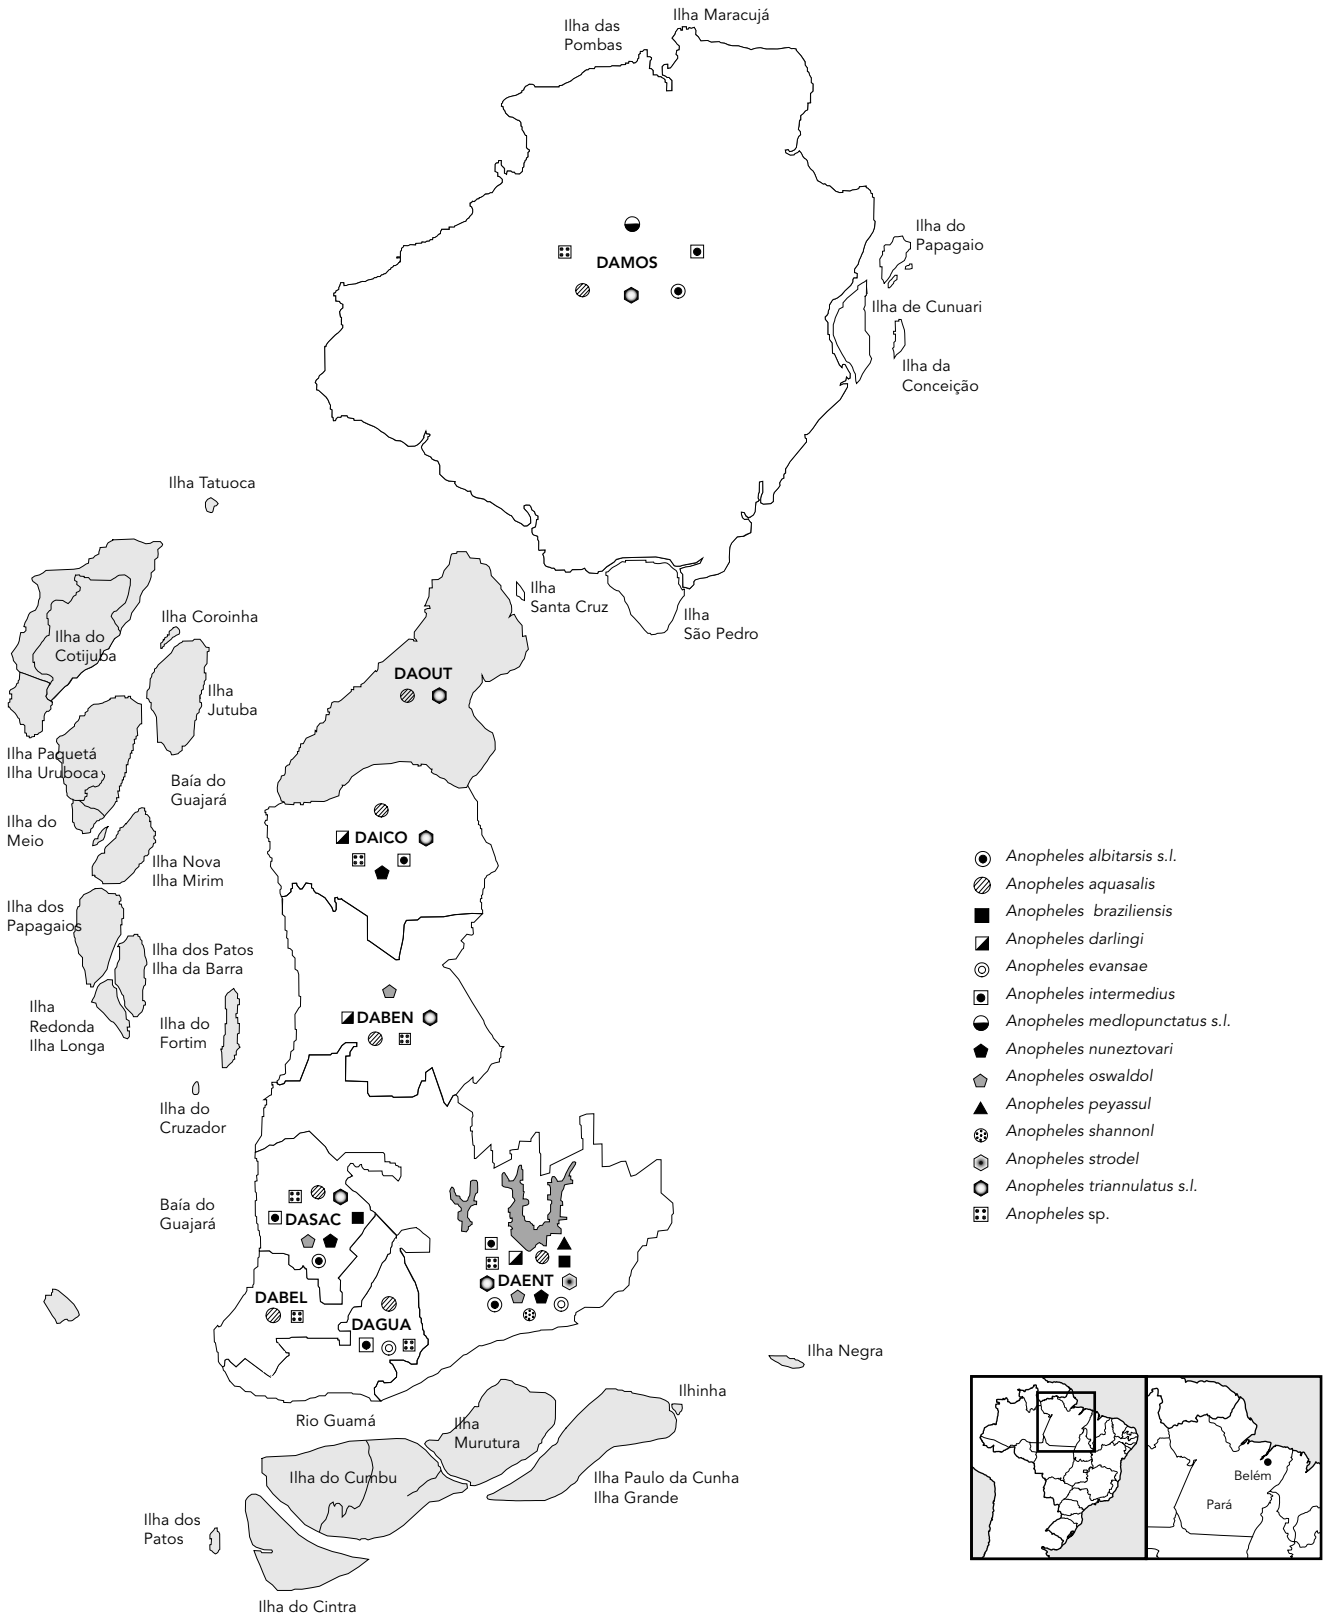 Ilha Maracujá
Ilha das
Pombas
Ilha do
Papagaio
DAMOS
Ilha de Cunuari
Ilha da
Conceição
Ilha Tatuoca
Ilha
Santa Cruz
Ilha
São Pedro
Ilha Coroinha
Ilha do
Cotijuba
DAOUT
Ilha
Jutuba
Ilha Paquetá
Ilha Uruboca
Baía do
Guajará
Ilha do
Meio
DAICO
Ilha Nova
Ilha Mirim
Ilha dos
Papagaios
Ilha dos Patos
Ilha da Barra
Ilha
Redonda
Ilha Longa
Ilha do
Fortim
DABEN
Ilha do
Cruzador
Baía do
Guajará
DASAC
DAENT
DABEL
DAGUA
Ilha Negra
Rio Guamá
Ilhinha
Ilha
Murutura
Ilha do Cumbu
Ilha Paulo da Cunha
Ilha Grande
Ilha dos
Patos
Ilha do Cintra
Anopheles albitarsis s.l.
Anopheles aquasalis
Anopheles braziliensis
Anopheles darlingi
Anopheles evansae
Anopheles intermedius
Anopheles medlopunctatus s.l.
Anopheles nuneztovari
Anopheles oswaldol
Anopheles peyassul
Anopheles shannonl
Anopheles strodel
Anopheles triannulatus s.l.
Anopheles sp.
Belém
Pará